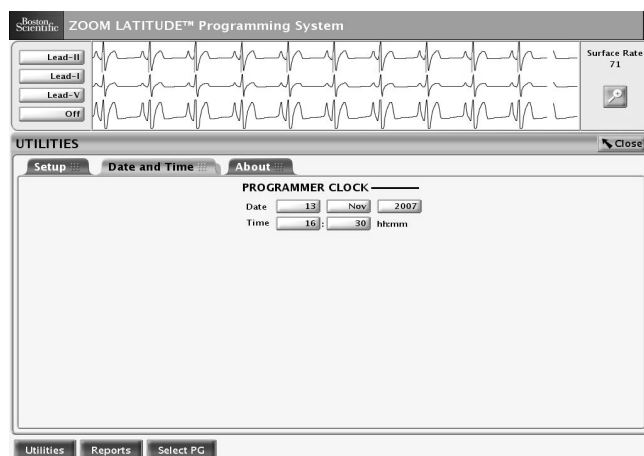 Boston Scientific ZOOM LATITUDE™ Programming System
Lead-II
Lead-I
Lead-V
Off
Surface Rate
71
UTILITIES
Close
Setup Date and Time About
PROGRAMMER CLOCK
Date 13 Nov 2007
Time 16 : 30 hh:mm
Utilities Reports Select PG